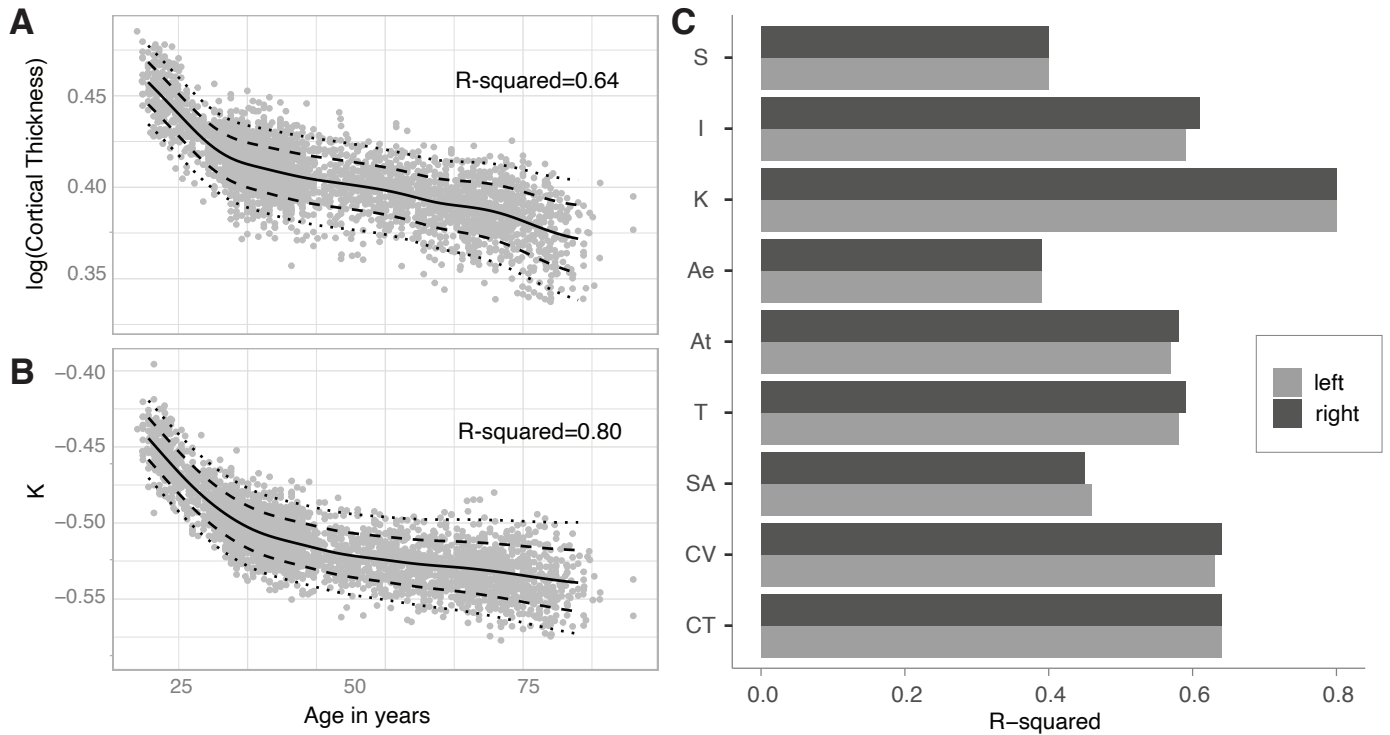 A
log(Cortical Thickness)
0.45
0.40
0.35
R-squared=0.64
B
K
−0.40
−0.45
−0.50
−0.55
R-squared=0.80
25 50 75
Age in years
C
S
I
K
Ae
At
T
SA
CV
CT
left
right
0.0 0.2 0.4 0.6 0.8
R−squared